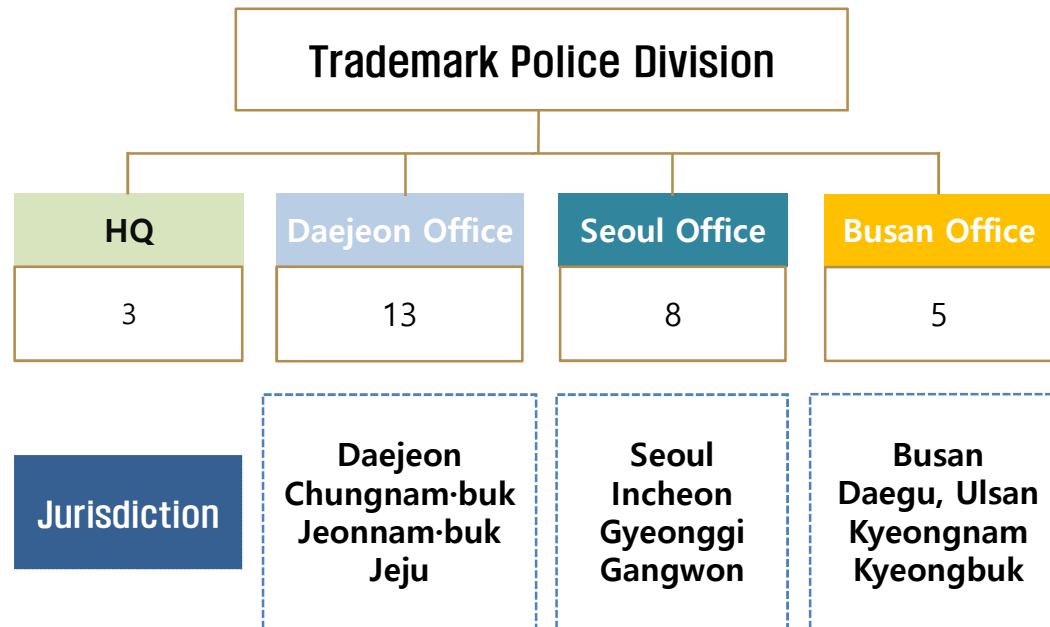 Trademark Police Division
HQ
Daejeon Office
Seoul Office
Busan Office
3
13
8
5
Jurisdiction
Daejeon
Chungnam·buk
Jeonnam·buk
Jeju
Seoul
Incheon
Gyeonggi
Gangwon
Busan
Daegu, Ulsan
Kyeongnam
Kyeongbuk